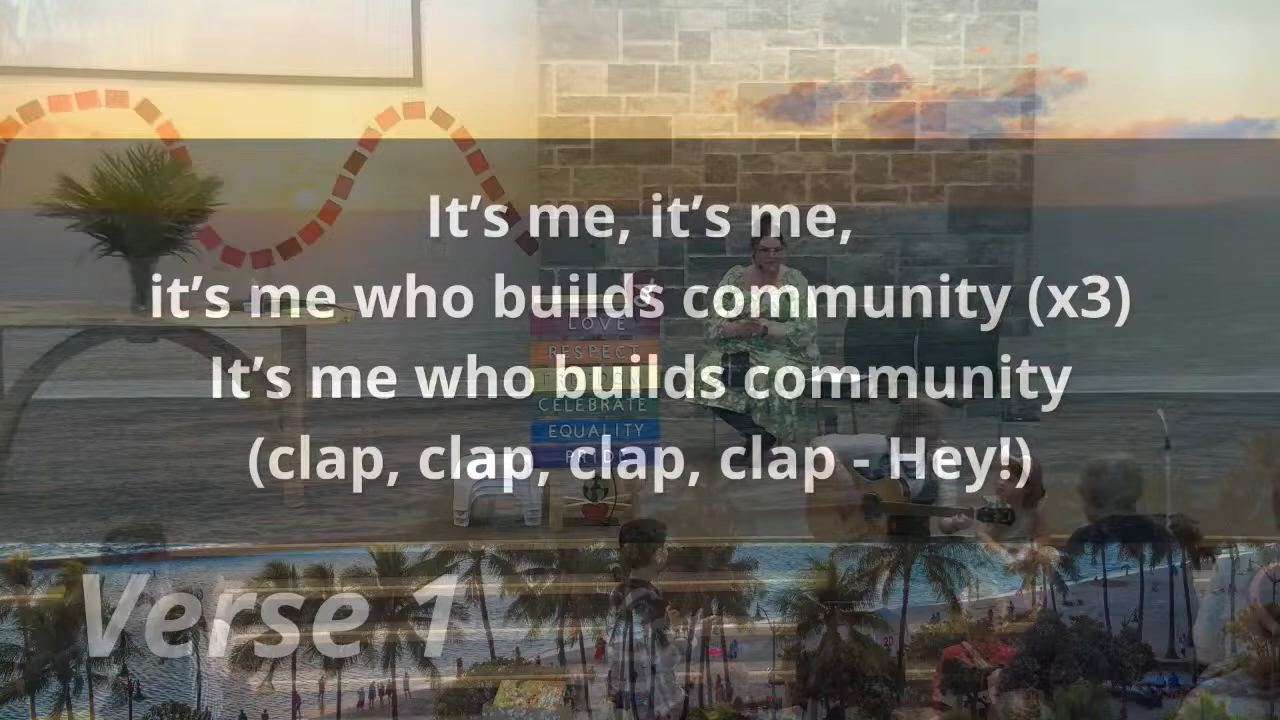 It’s me, it’s me,
it’s me who builds community (x3)
LOVE
RESPECT
It’s me who builds community
CELEBRATE
EQUALITY
(clap, clap, clap, clap - Hey!)
PRIDE
Verse 1